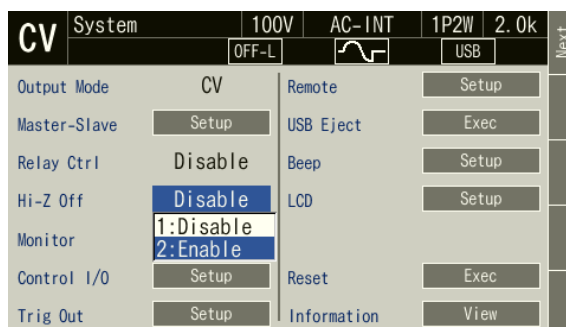 CV System 100V AC-INT 1P2W 2.0k
OFF-L USB
Next
Output Mode CV
Master-Slave Setup
Relay Ctrl Disable
Hi-Z Off Disable
1:Disable
2:Enable
Monitor
Control I/O Setup
Trig Out Setup
Remote Setup
USB Eject Exec
Beep Setup
LCD Setup
Reset Exec
Information View